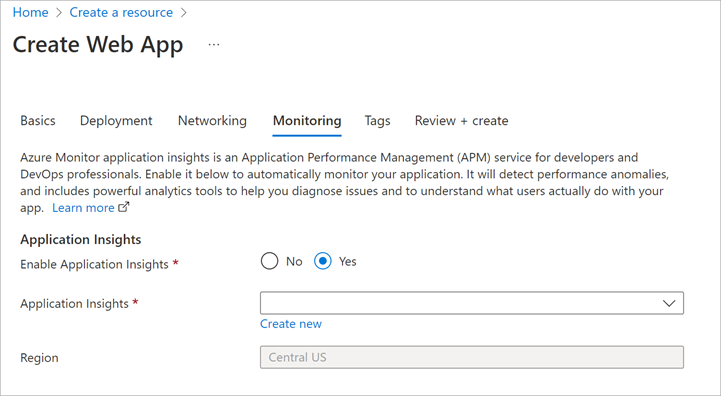 Home > Create a resource >
Create Web App ...
Basics Deployment Networking Monitoring Tags Review + create
Azure Monitor application insights is an Application Performance Management (APM) service for developers and
DevOps professionals. Enable it below to automatically monitor your application. It will detect performance anomalies,
and includes powerful analytics tools to help you diagnose issues and to understand what users actually do with your
app. Learn more
Application Insights
Enable Application Insights * No Yes
Application Insights *
Create new
Region Central US